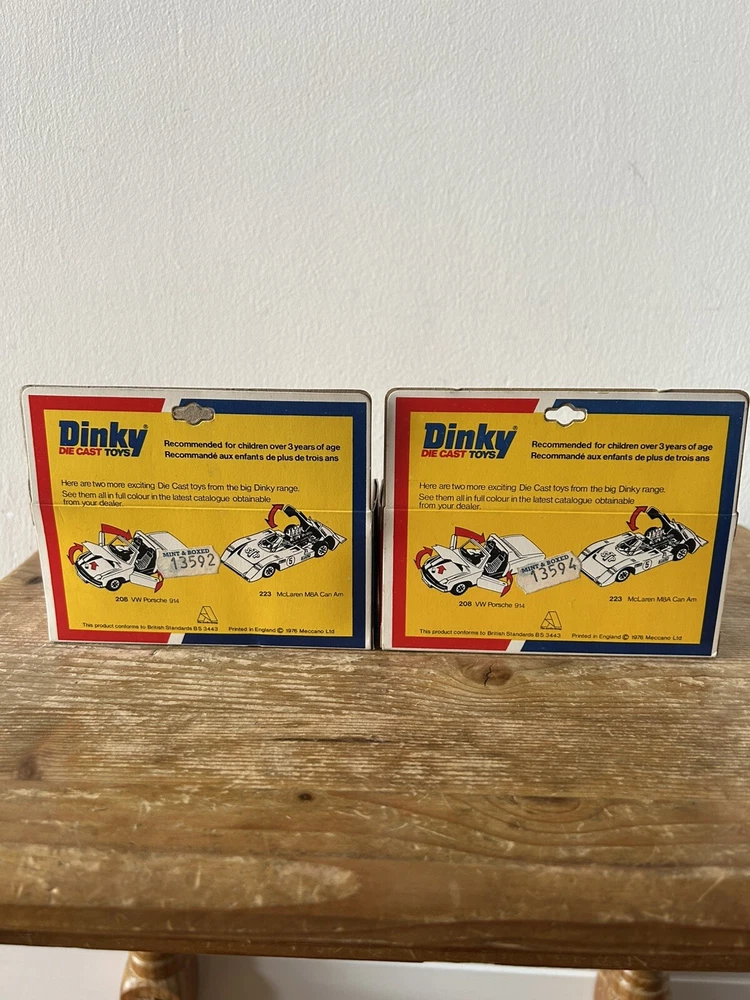 Dinky
DIE CAST TOYS
Recommended for children over 3 years of age
Recommandé aux enfants de plus de trois ans
Here are two more exciting Die Cast toys from the big Dinky range.
See them all in full colour in the latest catalogue obtainable
from your dealer.
MINT & BOXED
13592
5
208 VW Porsche 914
223 McLaren M8A Can Am
This product conforms to British Standards B.S 3443
Printed in England © 1976 Meccano Ltd
Dinky
DIE CAST TOYS
Recommended for children over 3 years of age
Recommandé aux enfants de plus de trois ans
Here are two more exciting Die Cast toys from the big Dinky range.
See them all in full colour in the latest catalogue obtainable
from your dealer.
MINT & BOXED
13594
5
208 VW Porsche 914
223 McLaren M8A Can Am
This product conforms to British Standards B.S 3443
Printed in England © 1976 Meccano Ltd